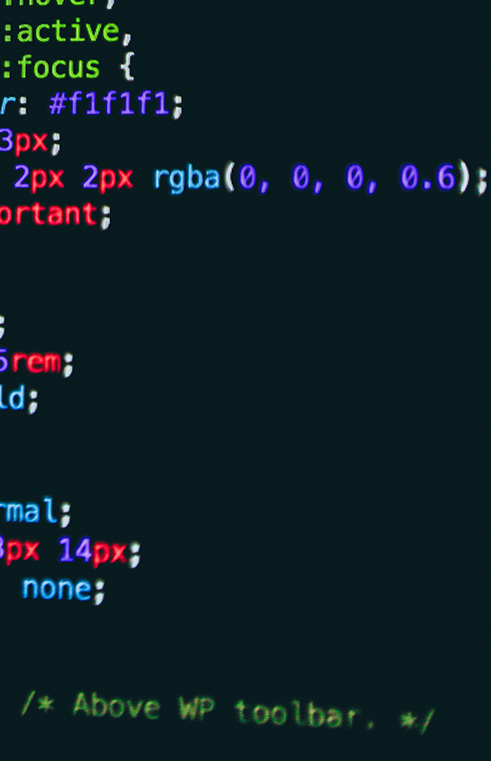 :hover,
:active,
:focus {
r: #f1f1f1;
3px;
2px 2px rgba(0, 0, 0, 0.6);
ortant;
;
5rem;
ld;
rmal;
3px 14px;
none;
/* Above WP toolbar. */